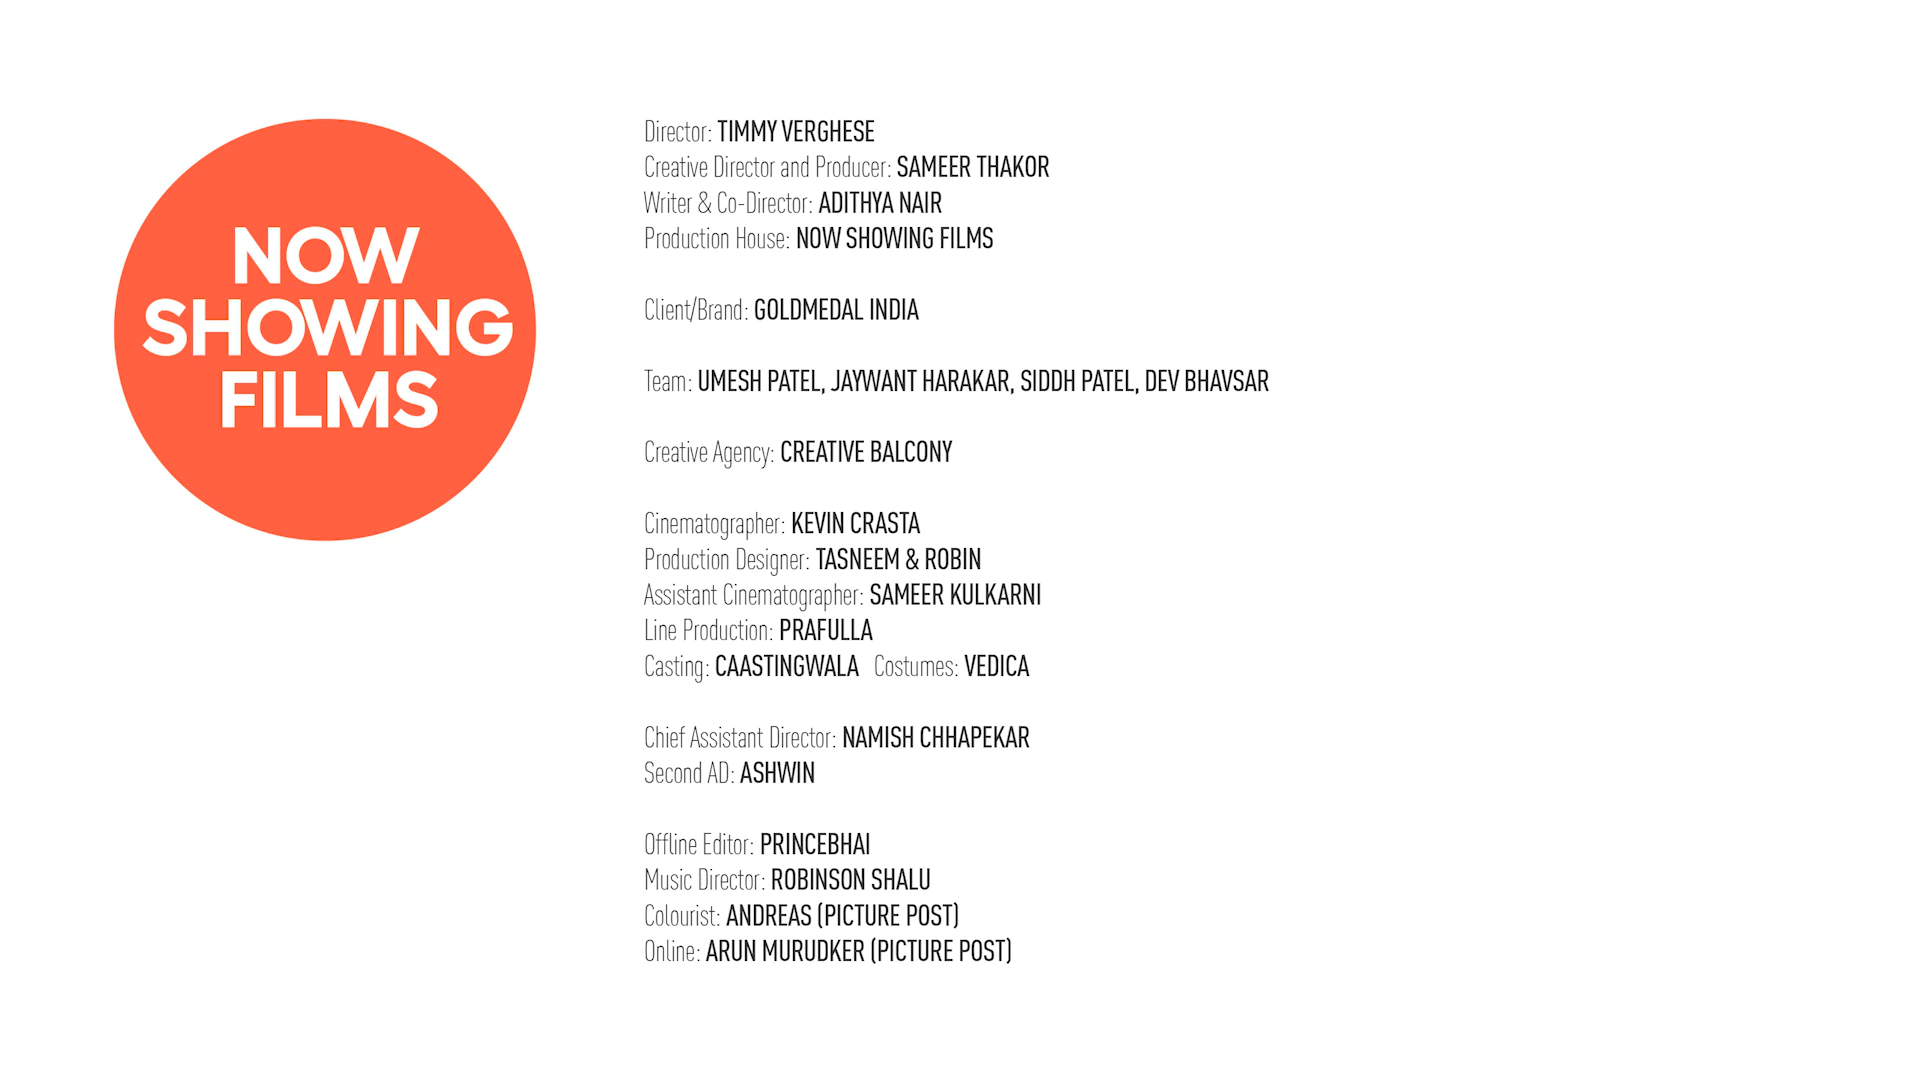 NOW
SHOWING
FILMS
Director: TIMMY VERGHESE
Creative Director and Producer: SAMEER THAKOR
Writer & Co-Director: ADITHYA NAIR
Production House: NOW SHOWING FILMS
Client/Brand: GOLDMEDAL INDIA
Team: UMESH PATEL, JAYWANT HARAKAR, SIDDH PATEL, DEV BHAVSAR
Creative Agency: CREATIVE BALCONY
Cinematographer: KEVIN CRASTA
Production Designer: TASNEEM & ROBIN
Assistant Cinematographer: SAMEER KULKARNI
Line Production: PRAFULLA
Casting: CAASTINGWALA Costumes: VEDICA
Chief Assistant Director: NAMISH CHHAPEKAR
Second AD: ASHWIN
Offline Editor: PRINCEBHAI
Music Director: ROBINSON SHALU
Colourist: ANDREAS (PICTURE POST)
Online: ARUN MURUDKER (PICTURE POST)